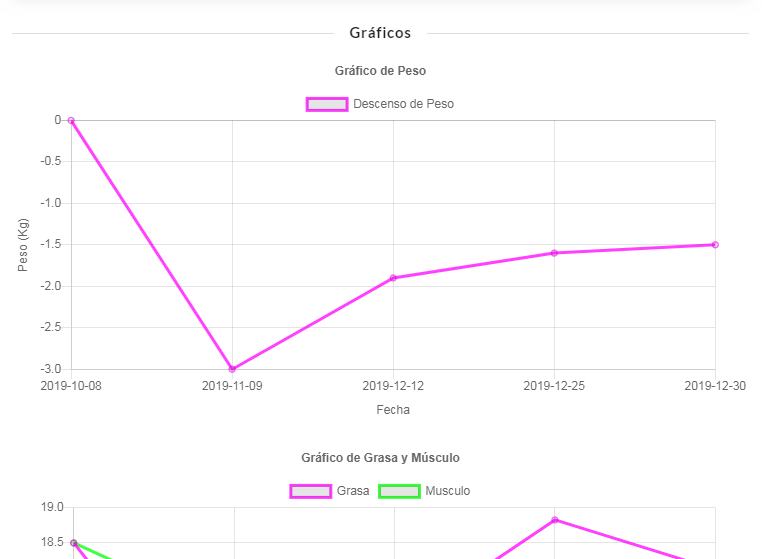 Gráficos
Gráfico de Peso
Descenso de Peso
0
-0.5
-1.0
-1.5
-2.0
-2.5
-3.0
Peso (Kg)
2019-10-08 2019-11-09 2019-12-12 2019-12-25 2019-12-30
Fecha
Gráfico de Grasa y Músculo
Grasa Musculo
19.0
18.5